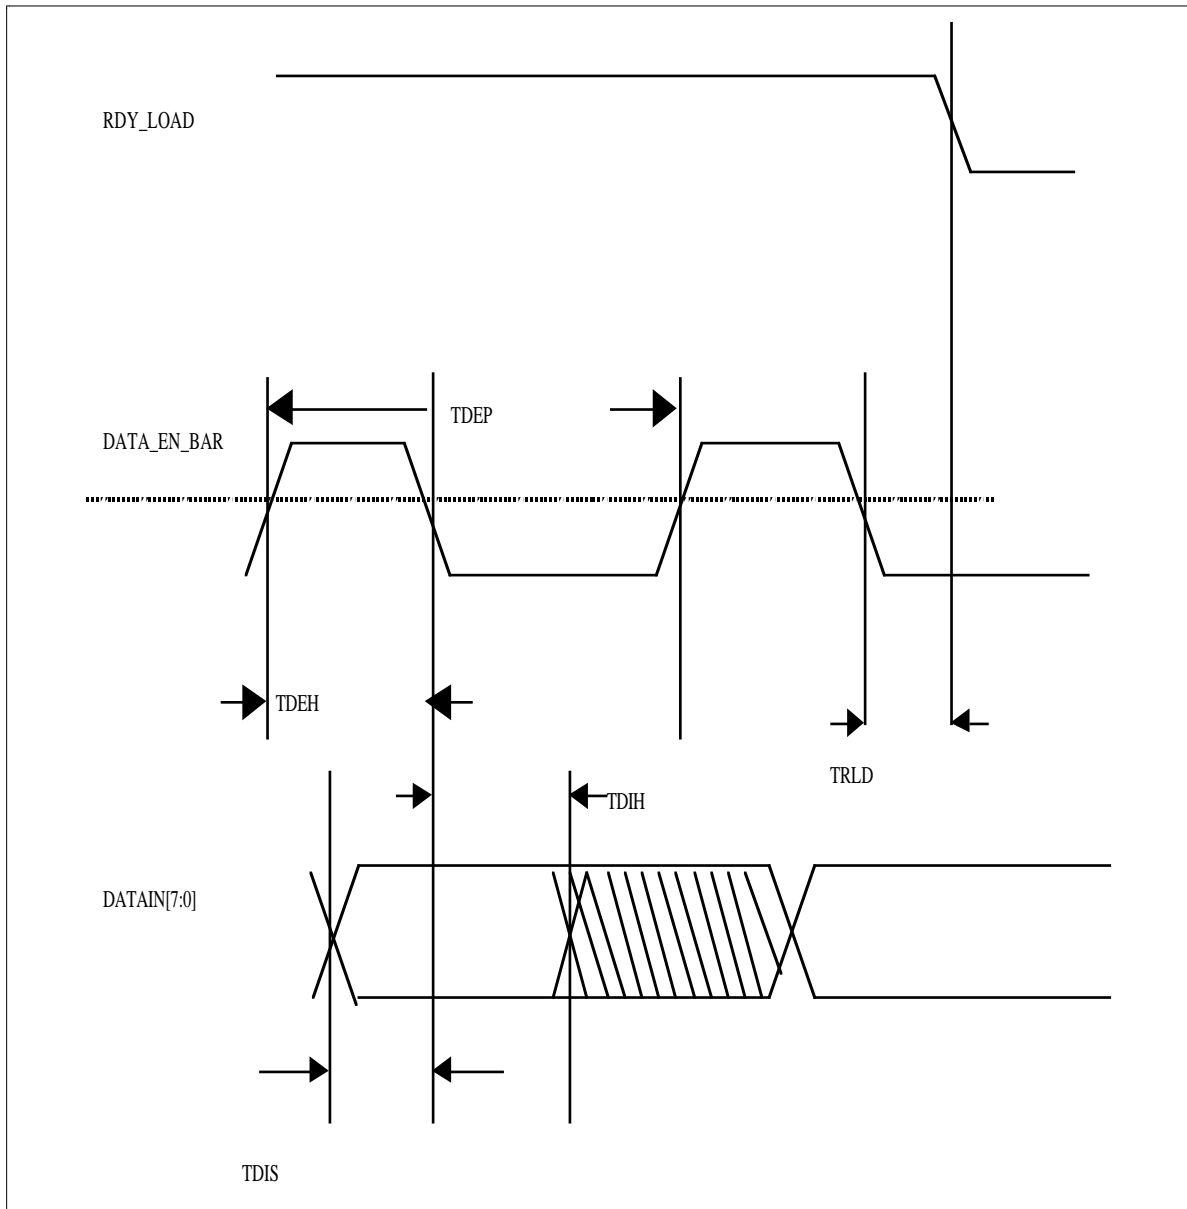 RDY_LOAD
TDEP
DATA_EN_BAR
TDEH
TRLD
TDIH
DATAIN[7:0]
TDIS